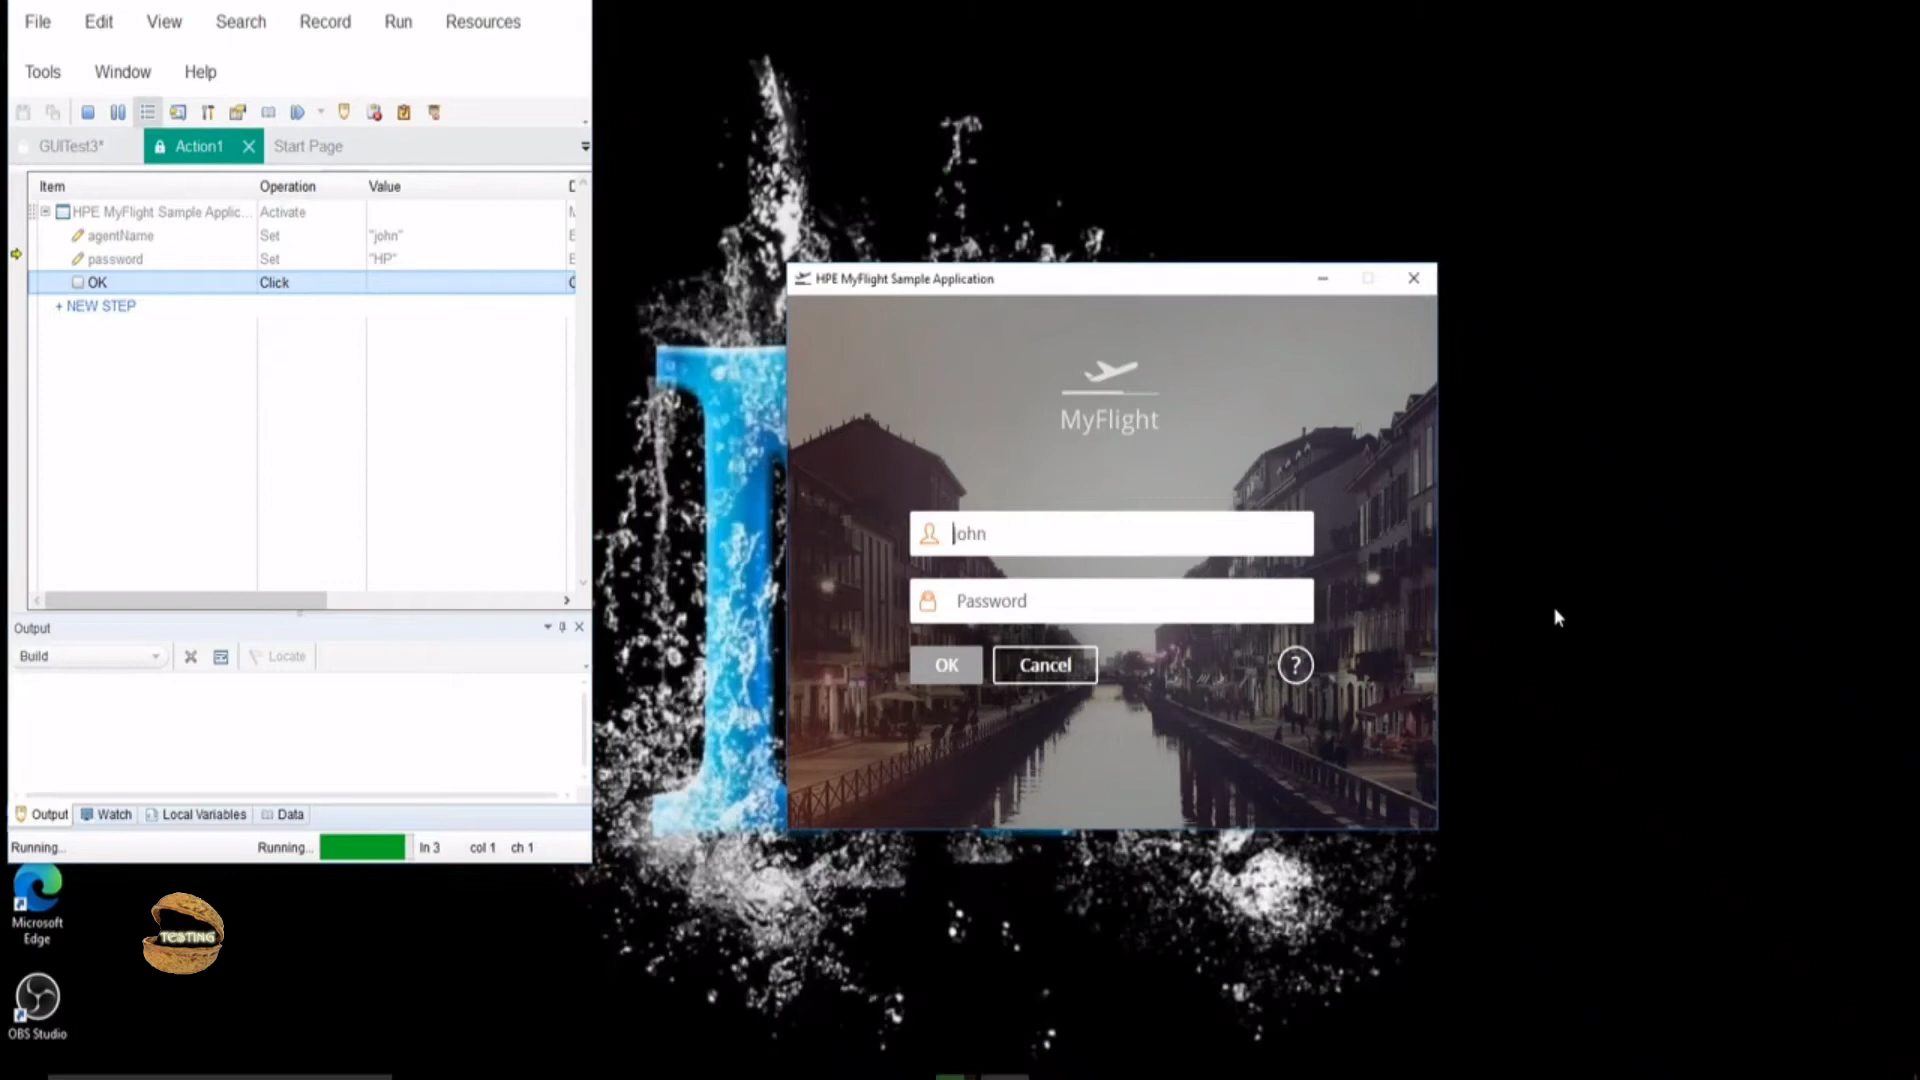 File Edit View Search Record Run Resources
Tools Window Help
GUITest3* Action1 Start Page
Item Operation Value
HPE MyFlight Sample Applic... Activate
agentName Set "john"
password Set "HP"
OK Click
+ NEW STEP
Output
Build Locate
Output Watch Local Variables Data
Running... Running... ln 3 col 1 ch 1
HPE MyFlight Sample Application
MyFlight
john
Password
OK Cancel ?
Microsoft
Edge
TESTING
OBS Studio